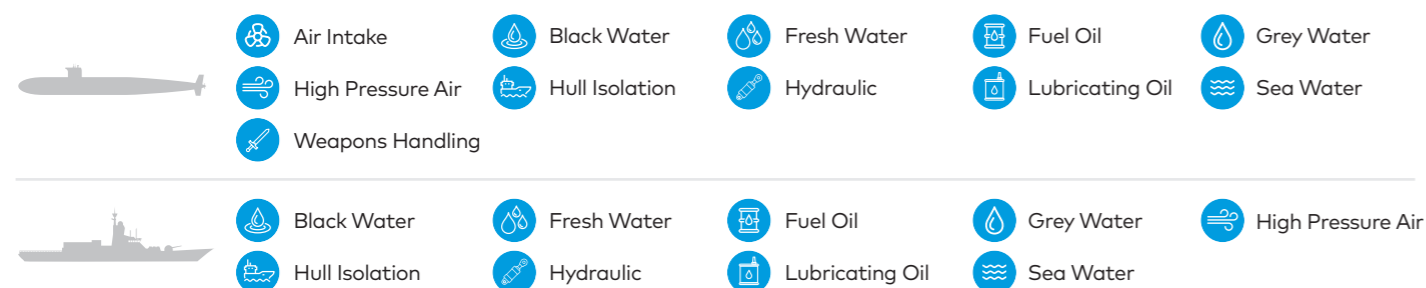 Air Intake Black Water Fresh Water Fuel Oil Grey Water
High Pressure Air Hull Isolation Hydraulic Lubricating Oil Sea Water
Weapons Handling
Black Water Fresh Water Fuel Oil Grey Water High Pressure Air
Hull Isolation Hydraulic Lubricating Oil Sea Water